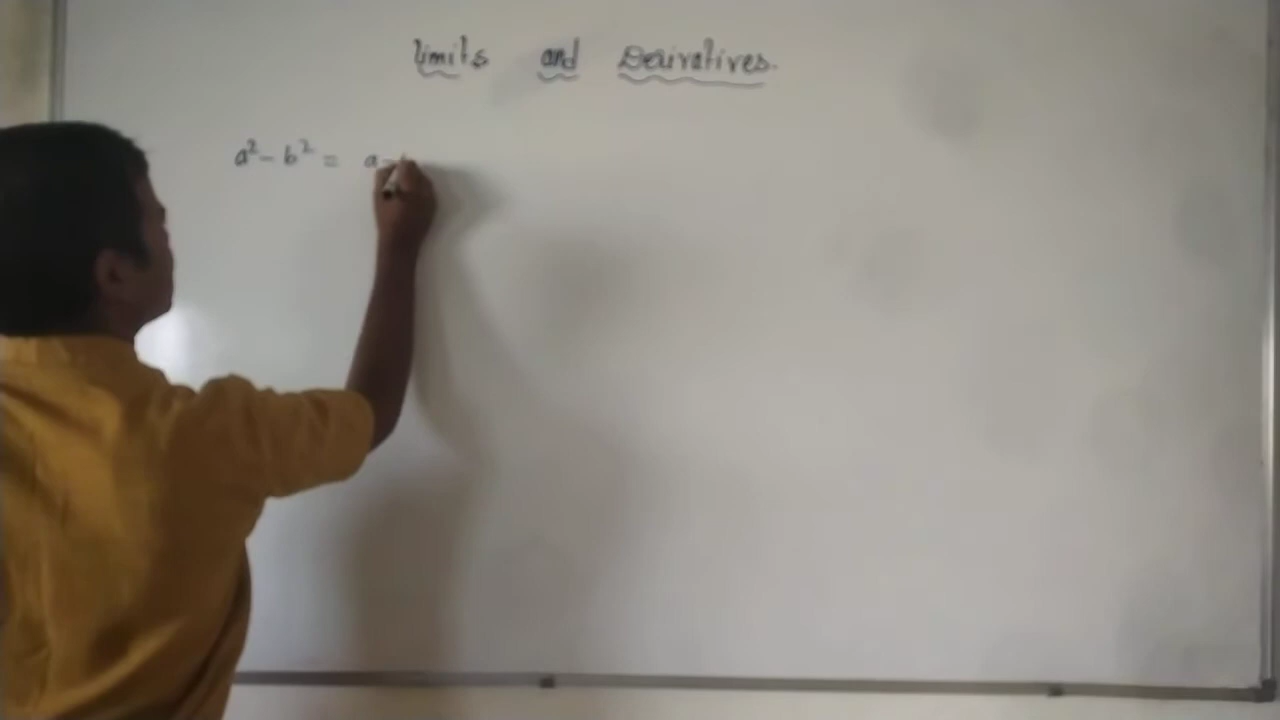 Limits and Derivatives.
a² - b² = a -